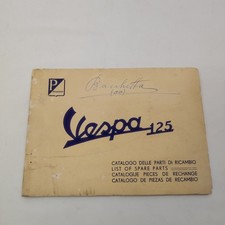 P
Vespa 125
CATALOGO DELLE PARTI DI RICAMBIO
LIST OF SPARE PARTS
CATALOGUE PIECES DE RECHANGE
CATALOGO DE PIEZAS DE RECAMBIO